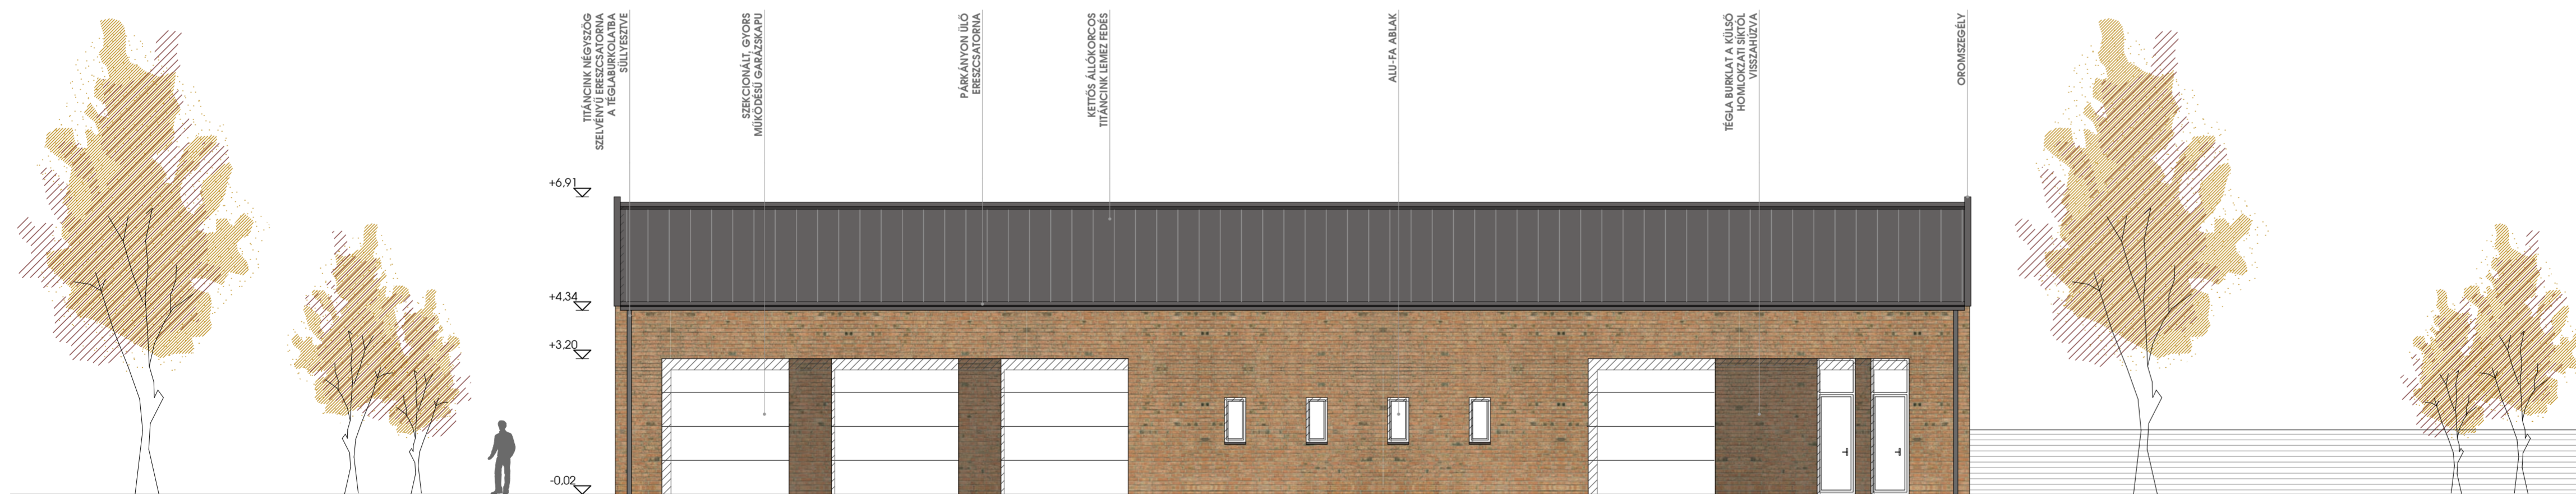 TITÁNCINK NÉGYSZÖG
SZELVÉNYŰ ERESZCSATORNA
A TÉGLABURKOLATBA
SÜLLYESZTVE
SZEKCIONÁLT, GYORS
MŰKÖDÉSŰ GARÁZSKAPU
PÁRKÁNYON ÜLŐ
ERESZCSATORNA
KETTŐS ÁLLÓKORCOS
TITÁNCINK LEMEZ FEDÉS
ALU-FA ABLAK
TÉGLA BURKLAT A KÜLSŐ
HOMLOKZATI SÍKTÓL
VISSZAHÚZVA
OROMSZEGÉLY
+6,91
+4,34
+3,20
-0,02